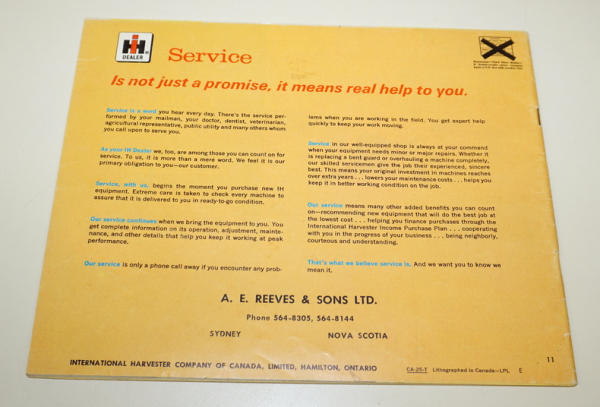 IH
®
DEALER
Service
Is not just a promise, it means real help to you.
Service is a word you hear every day. There's the service per-
formed by your mailman, your doctor, dentist, veterinarian,
agricultural representative, public utility and many others whom
you call upon to serve you.
As your IH Dealer we, too, are among those you can count on for
service. To us, it is more than a mere word. We feel it is our
primary obligation to you—our customer.
Service, with us, begins the moment you purchase new IH
equipment. Extreme care is taken to check every machine to
assure that it is delivered to you in ready-to-go condition.
Our service continues when we bring the equipment to you. You
get complete information on its operation, adjustment, mainte-
nance, and other details that help you keep it working at peak
performance.
Our service is only a phone call away if you encounter any prob-
lems when you are working in the field. You get expert help
quickly to keep your work moving.
Service in our well-equipped shop is always at your command
when your equipment needs minor or major repairs. Whether it
is replacing a bent guard or overhauling a machine completely,
our skilled servicemen give the job their experienced, sincere
best. This means your original investment in machines reaches
over extra years . . . lowers your maintenance costs . . . helps you
keep it in better working condition on the job.
Our service means many other added benefits you can count
on—recommending new equipment that will do the best job at
the lowest cost . . . helping you finance purchases through the
International Harvester Income Purchase Plan . . . cooperating
with you in the progress of your business . . . being neighborly,
courteous and understanding.
That's what we believe service is. And we want you to know we
mean it.
A. E. REEVES & SONS LTD.
Phone 564-8305, 564-8144
SYDNEY NOVA SCOTIA
11
INTERNATIONAL HARVESTER COMPANY OF CANADA, LIMITED, HAMILTON, ONTARIO
CA-25-T Lithographed in Canada—LPL E